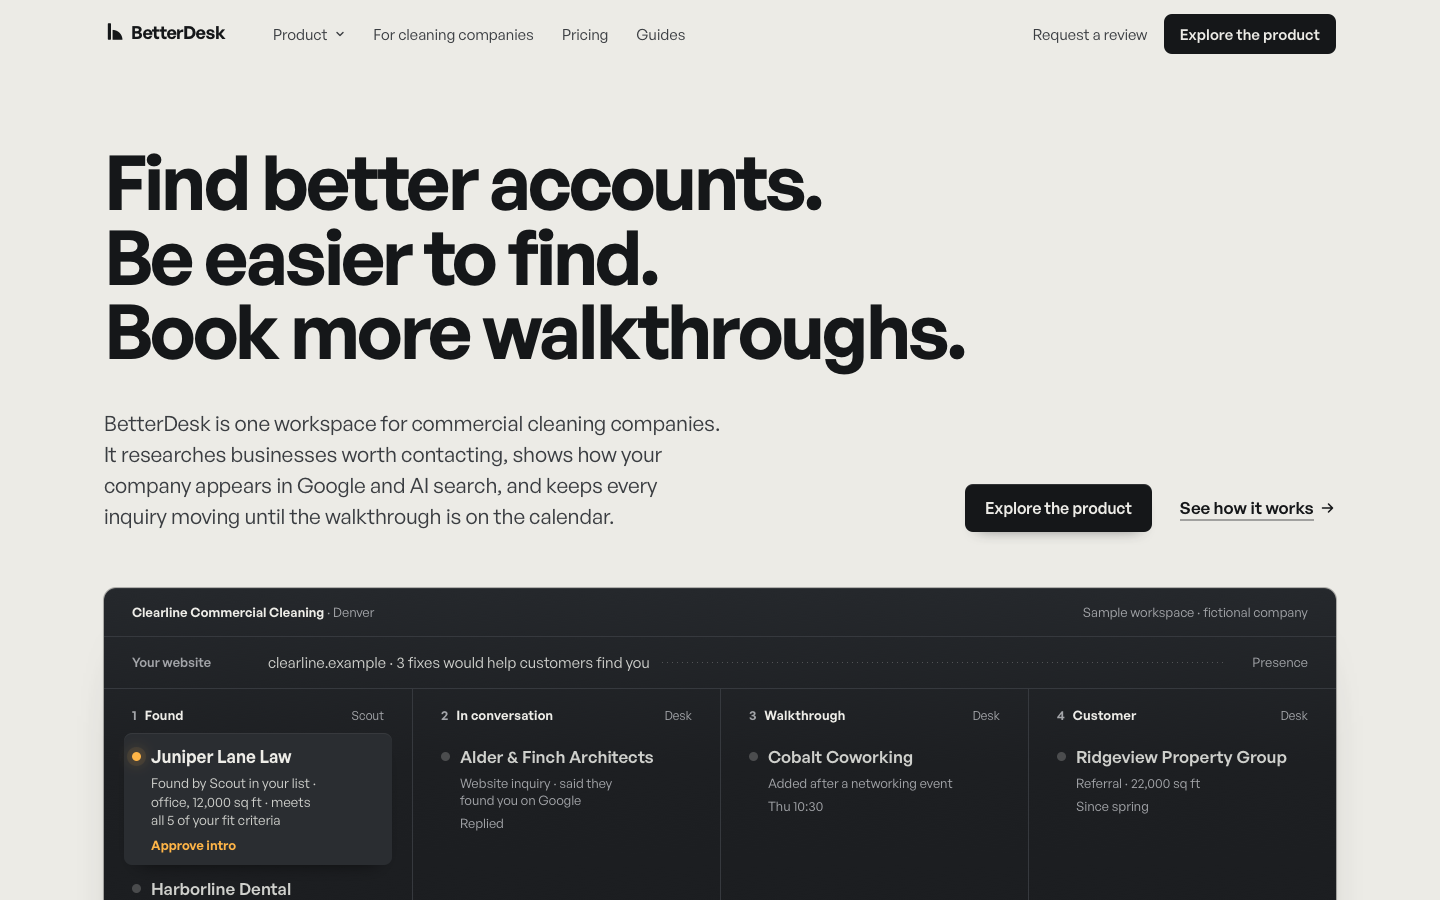 BetterDesk
Product
For cleaning companies
Pricing
Guides
Request a review
Explore the product
Find better accounts.
Be easier to find.
Book more walkthroughs.
BetterDesk is one workspace for commercial cleaning companies.
It researches businesses worth contacting, shows how your
company appears in Google and AI search, and keeps every
inquiry moving until the walkthrough is on the calendar.
Explore the product
See how it works →
Clearline Commercial Cleaning · Denver
Sample workspace · fictional company
Your website
clearline.example · 3 fixes would help customers find you
Presence
1 Found
Scout
Juniper Lane Law
Found by Scout in your list ·
office, 12,000 sq ft · meets
all 5 of your fit criteria
Approve intro
Harborline Dental
2 In conversation
Desk
Alder & Finch Architects
Website inquiry · said they
found you on Google
Replied
3 Walkthrough
Desk
Cobalt Coworking
Added after a networking event
Thu 10:30
4 Customer
Desk
Ridgeview Property Group
Referral · 22,000 sq ft
Since spring